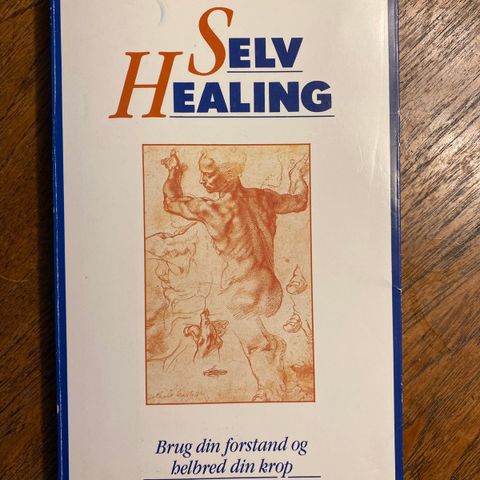 SELV
HEALING
Brug din forstand og
helbred din krop